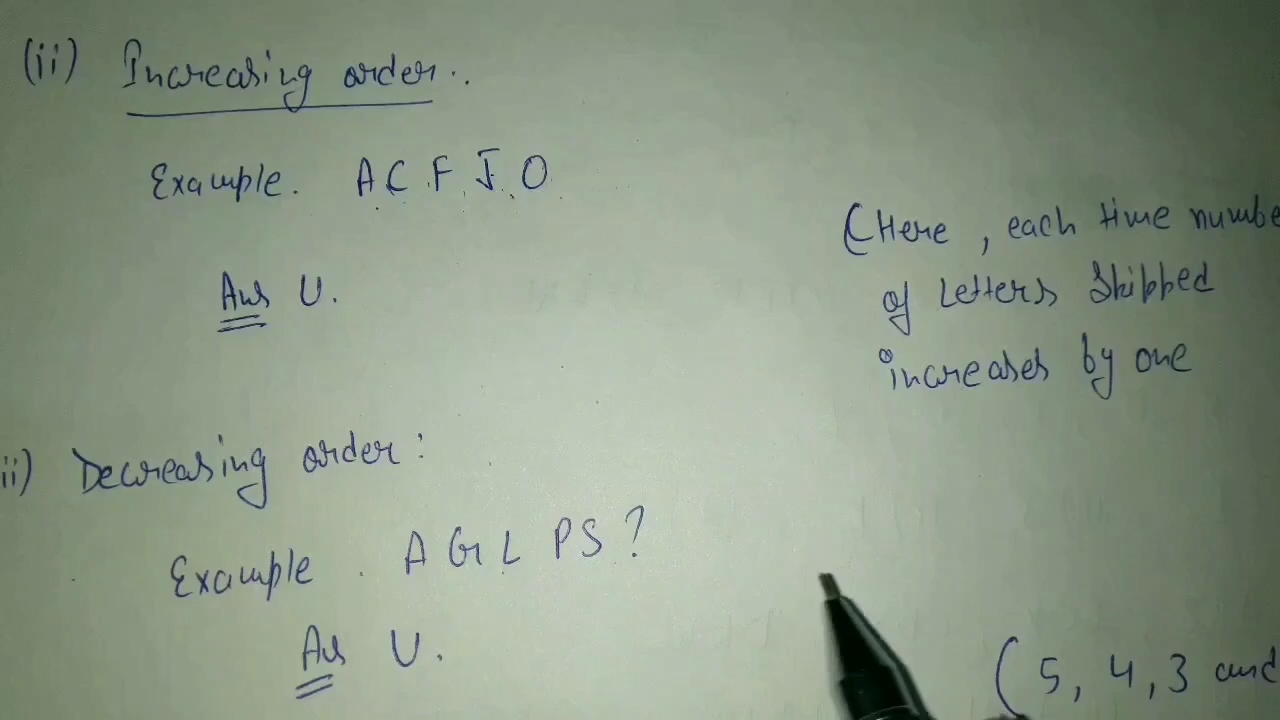 (ii) Increasing order..
Example. A C F J O
(Here, each time numbe
of letters skipped
increases by one
Ans U.
ii) Decreasing order:
Example. A G L P S ?
Ans U.
(5, 4, 3 and